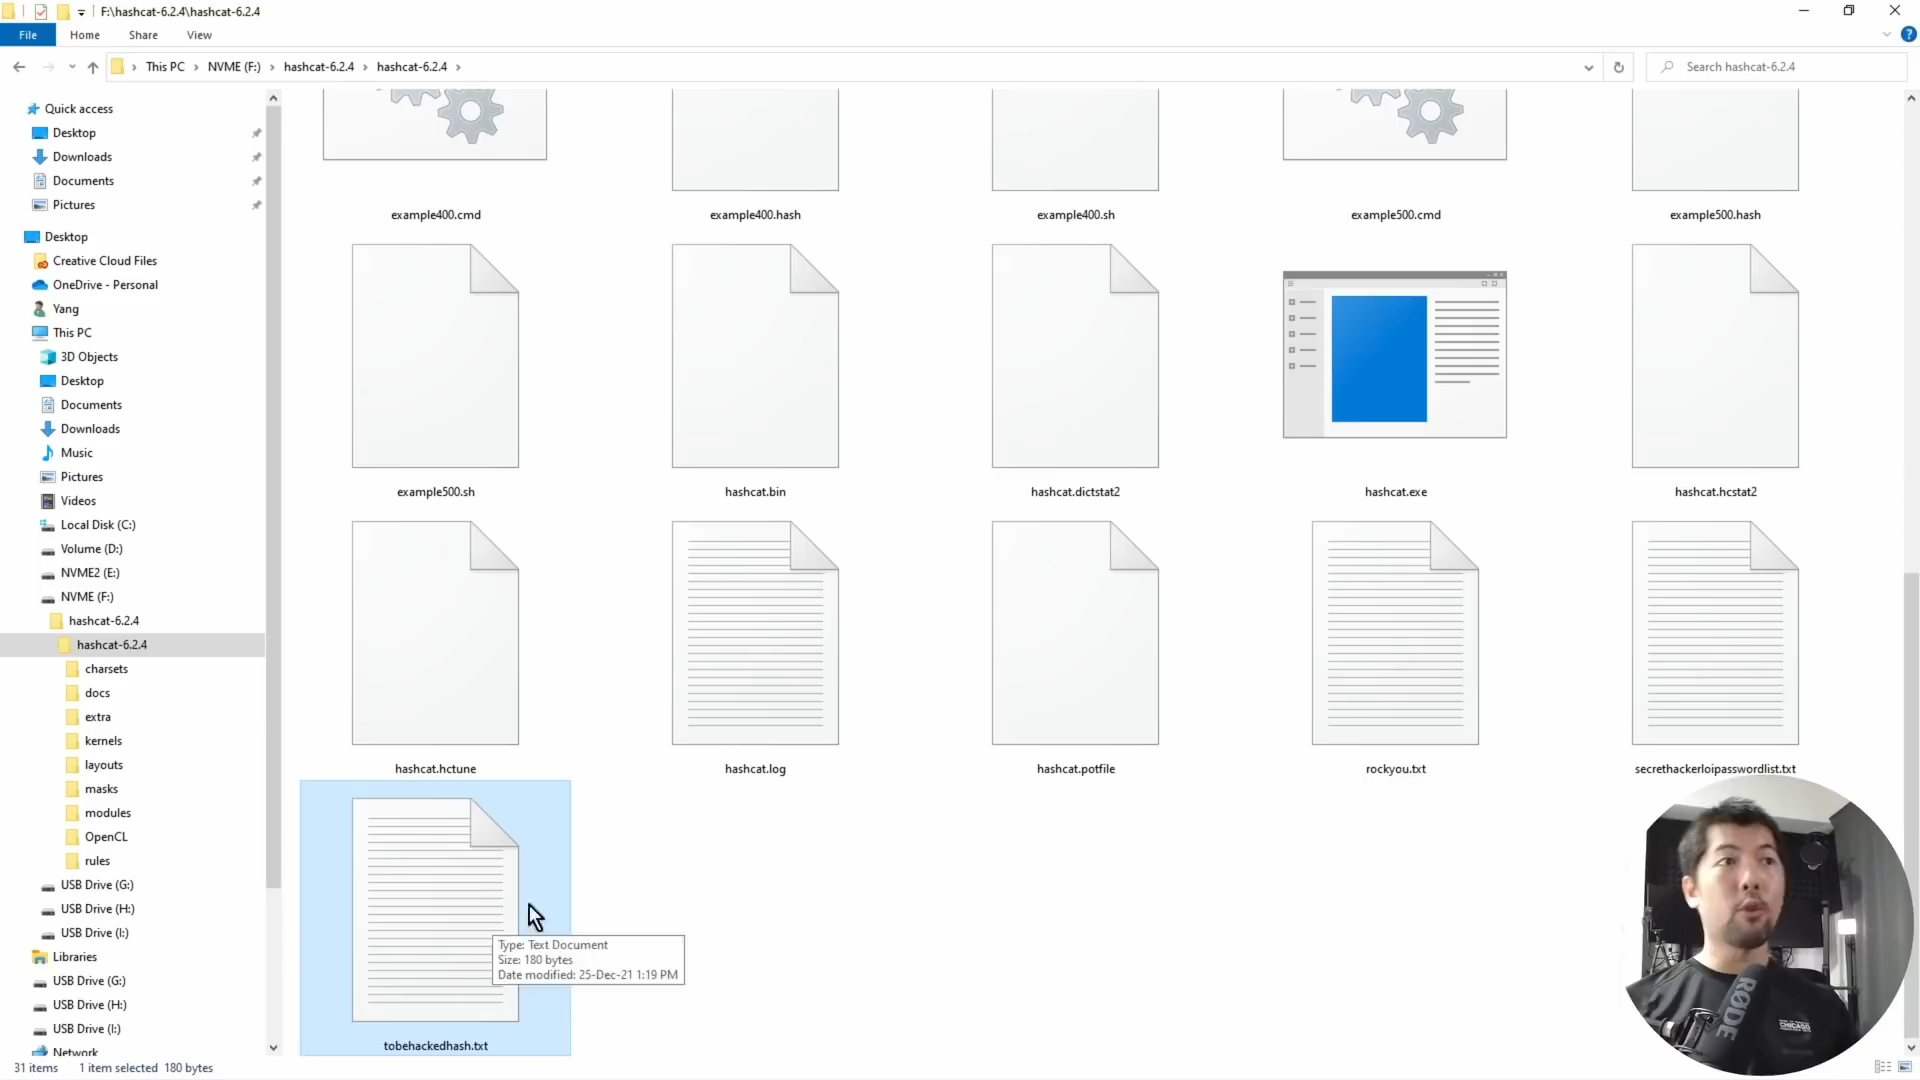 F:\hashcat-6.2.4\hashcat-6.2.4
File
Home
Share
View
This PC
NVME (F:)
hashcat-6.2.4
hashcat-6.2.4
Search hashcat-6.2.4
Quick access
Desktop
Downloads
Documents
Pictures
Desktop
Creative Cloud Files
OneDrive - Personal
Yang
This PC
3D Objects
Desktop
Documents
Downloads
Music
Pictures
Videos
Local Disk (C:)
Volume (D:)
NVME2 (E:)
NVME (F:)
hashcat-6.2.4
hashcat-6.2.4
charsets
docs
extra
kernels
layouts
masks
modules
OpenCL
rules
USB Drive (G:)
USB Drive (H:)
USB Drive (I:)
Libraries
USB Drive (G:)
USB Drive (H:)
USB Drive (I:)
Network
example400.cmd
example400.hash
example400.sh
example500.cmd
example500.hash
example500.sh
hashcat.bin
hashcat.dictstat2
hashcat.exe
hashcat.hcstat2
hashcat.hctune
hashcat.log
hashcat.potfile
rockyou.txt
secrethackerloipasswordlist.txt
tobehackedhash.txt
Type: Text Document
Size: 180 bytes
Date modified: 25-Dec-21 1:19 PM
RØDE
CHICAGO
31 items
1 item selected 180 bytes